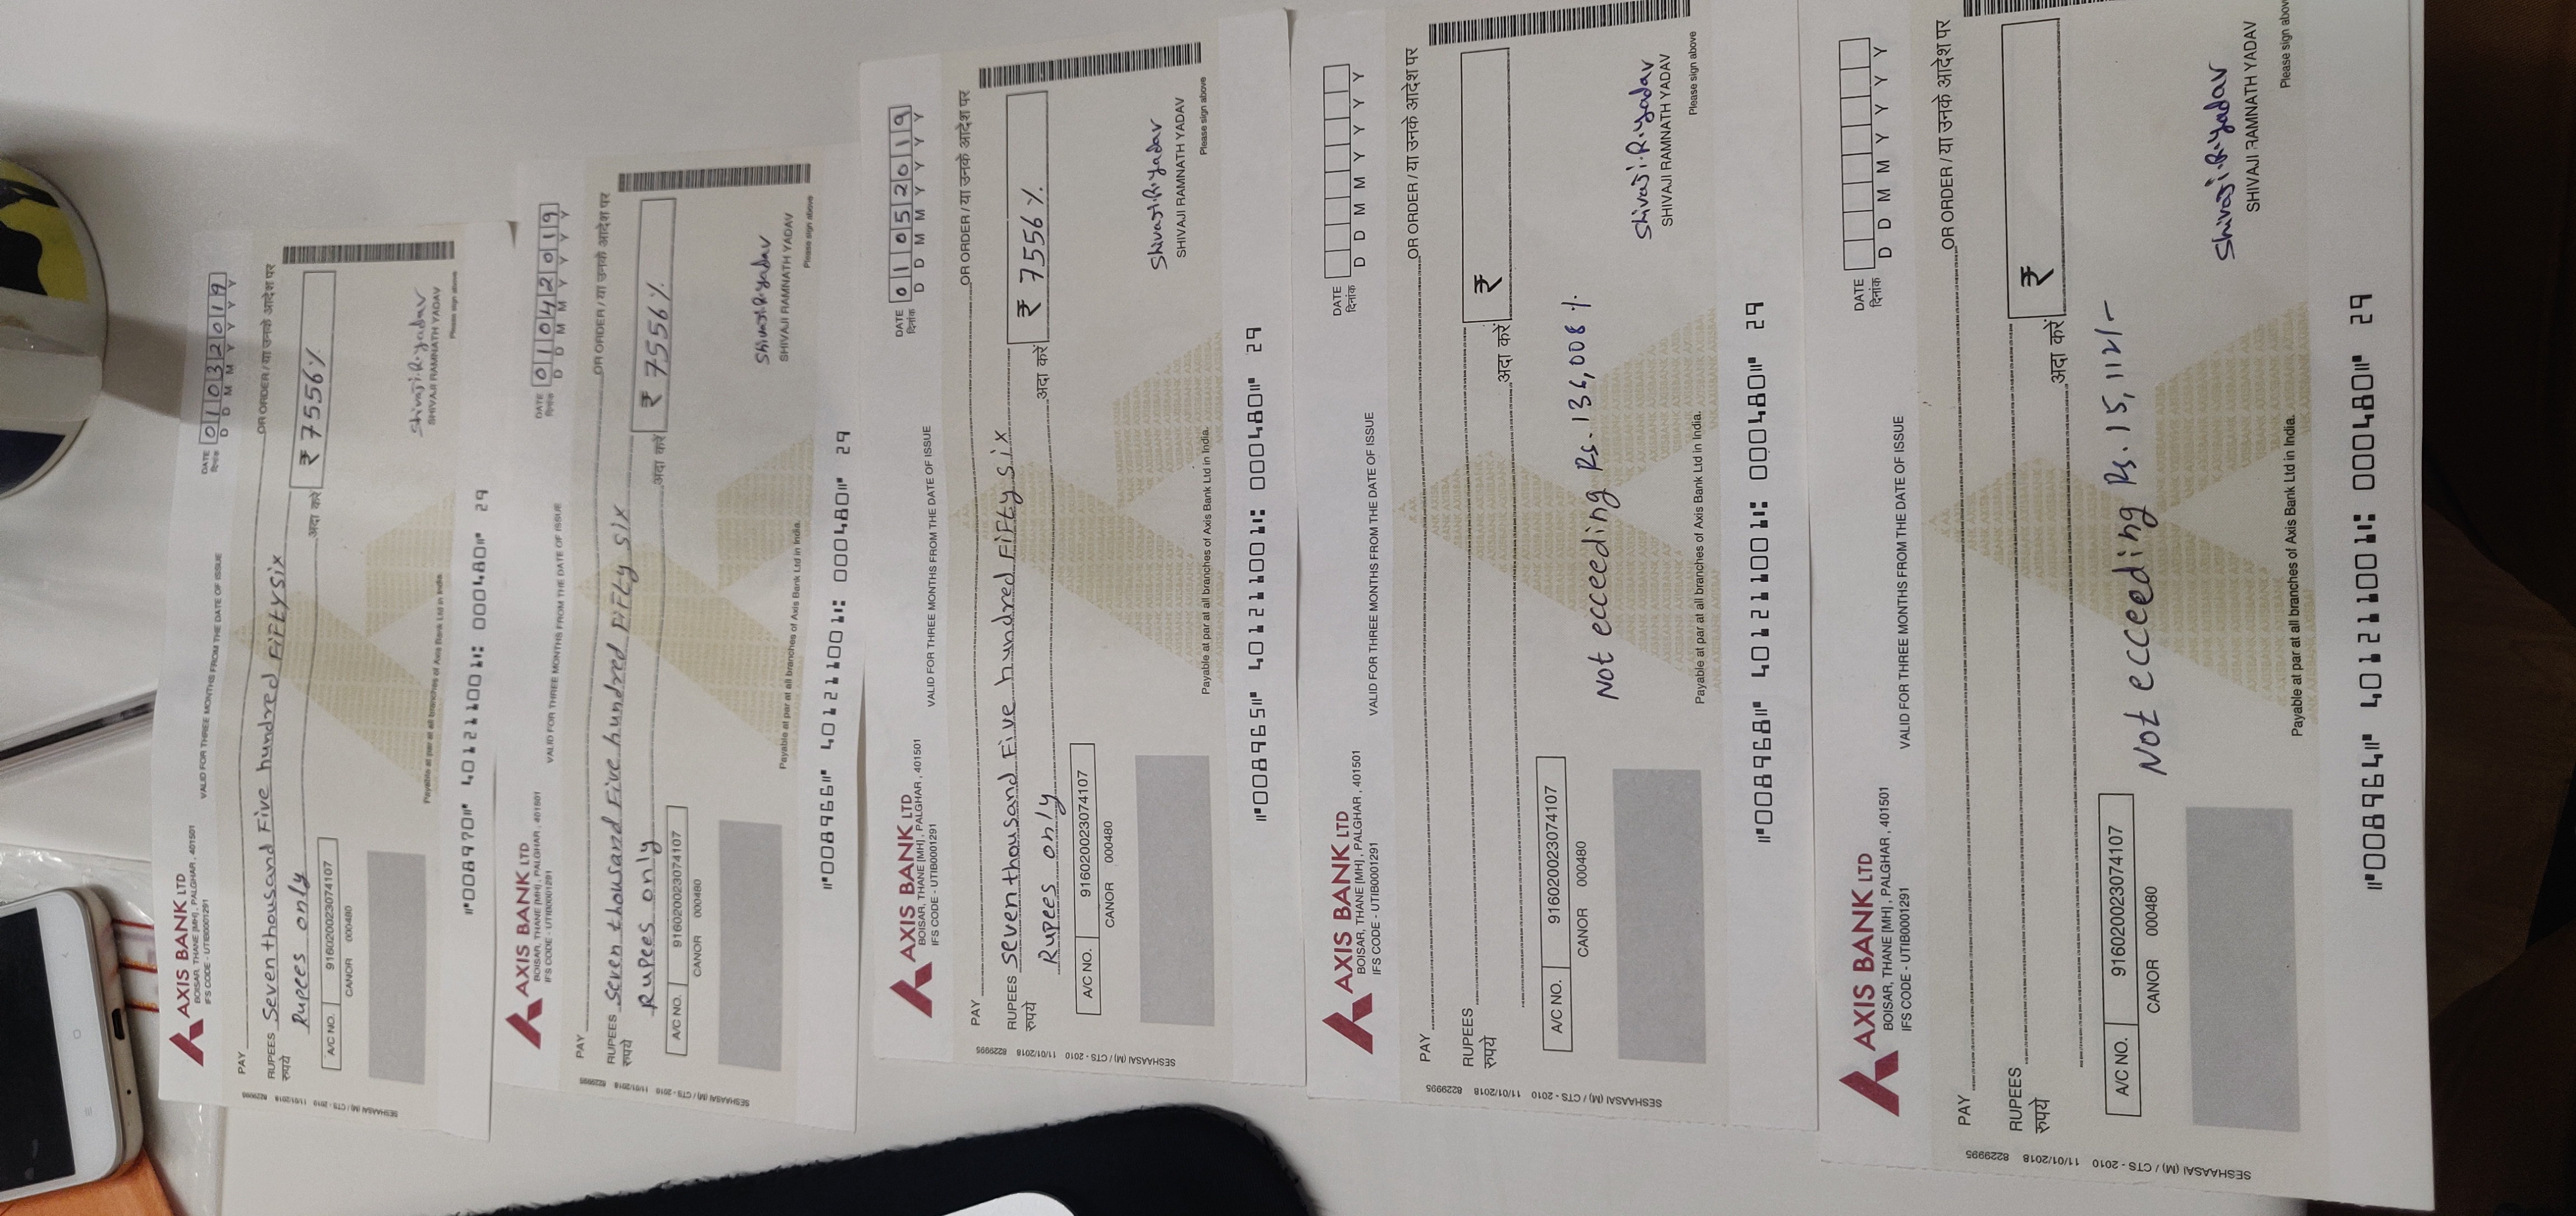 AXIS BANK LTD
BOISAR, THANE [MH], PALGHAR, 401501
IFS CODE - UTIB0001291
VALID FOR THREE MONTHS FROM THE DATE OF ISSUE
DATE 01032019
दिनांक D D M M Y Y Y Y
PAY OR ORDER / या उनके आदेश पर
RUPEES Seven thousand Five hundred FiFtysix
रुपये Rupees only अदा करें ₹ 7556%
A/C NO. 916020023074107
CANOR 000480
SESHAASAI (M) / CTS - 2010 11/01/2018 8229995
Shivaji.R.yadav
SHIVAJI RAMNATH YADAV
Payable at par at all branches of Axis Bank Ltd in India.
Please sign above
⑈008970⑈ 401211001⑆ 000480⑈ 29
AXIS BANK LTD
BOISAR, THANE [MH], PALGHAR, 401501
IFS CODE - UTIB0001291
VALID FOR THREE MONTHS FROM THE DATE OF ISSUE
DATE 01042019
दिनांक D D M M Y Y Y Y
PAY OR ORDER / या उनके आदेश पर
RUPEES seven thousand Five hundred FiFty six
रुपये Rupees only अदा करें ₹ 7556%
A/C NO. 916020023074107
CANOR 000480
SESHAASAI (M) / CTS - 2010 11/01/2018 8229995
Shivaji.R.yadav
SHIVAJI RAMNATH YADAV
Payable at par at all branches of Axis Bank Ltd in India.
Please sign above
⑈008966⑈ 401211001⑆ 000480⑈ 29
AXIS BANK LTD
BOISAR, THANE [MH], PALGHAR, 401501
IFS CODE - UTIB0001291
VALID FOR THREE MONTHS FROM THE DATE OF ISSUE
DATE 01052019
दिनांक D D M M Y Y Y Y
PAY OR ORDER / या उनके आदेश पर
RUPEES seven thousand Five hundred FiFty six
रुपये Rupees only अदा करें ₹ 7556%
A/C NO. 916020023074107
CANOR 000480
SESHAASAI (M) / CTS - 2010 11/01/2018 8229995
Shivaji.R.yadav
SHIVAJI RAMNATH YADAV
Payable at par at all branches of Axis Bank Ltd in India.
Please sign above
⑈008965⑈ 401211001⑆ 000480⑈ 29
AXIS BANK LTD
BOISAR, THANE [MH], PALGHAR, 401501
IFS CODE - UTIB0001291
VALID FOR THREE MONTHS FROM THE DATE OF ISSUE
DATE
दिनांक D D M M Y Y Y Y
PAY OR ORDER / या उनके आदेश पर
RUPEES
रुपये अदा करें ₹
A/C NO. 916020023074107
CANOR 000480
SESHAASAI (M) / CTS - 2010 11/01/2018 8229995
Not ecceeding Rs. 136,008%
Shivaji.R.yadav
SHIVAJI RAMNATH YADAV
Payable at par at all branches of Axis Bank Ltd in India.
Please sign above
⑈008968⑈ 401211001⑆ 000480⑈ 29
AXIS BANK LTD
BOISAR, THANE [MH], PALGHAR, 401501
IFS CODE - UTIB0001291
VALID FOR THREE MONTHS FROM THE DATE OF ISSUE
DATE
दिनांक D D M M Y Y Y Y
PAY OR ORDER / या उनके आदेश पर
RUPEES
रुपये अदा करें ₹
A/C NO. 916020023074107
CANOR 000480
SESHAASAI (M) / CTS - 2010 11/01/2018 8229995
Not ecceeding Rs. 15,112/-
Shivaji.R.yadav
SHIVAJI RAMNATH YADAV
Payable at par at all branches of Axis Bank Ltd in India.
Please sign above
⑈008964⑈ 401211001⑆ 000480⑈ 29